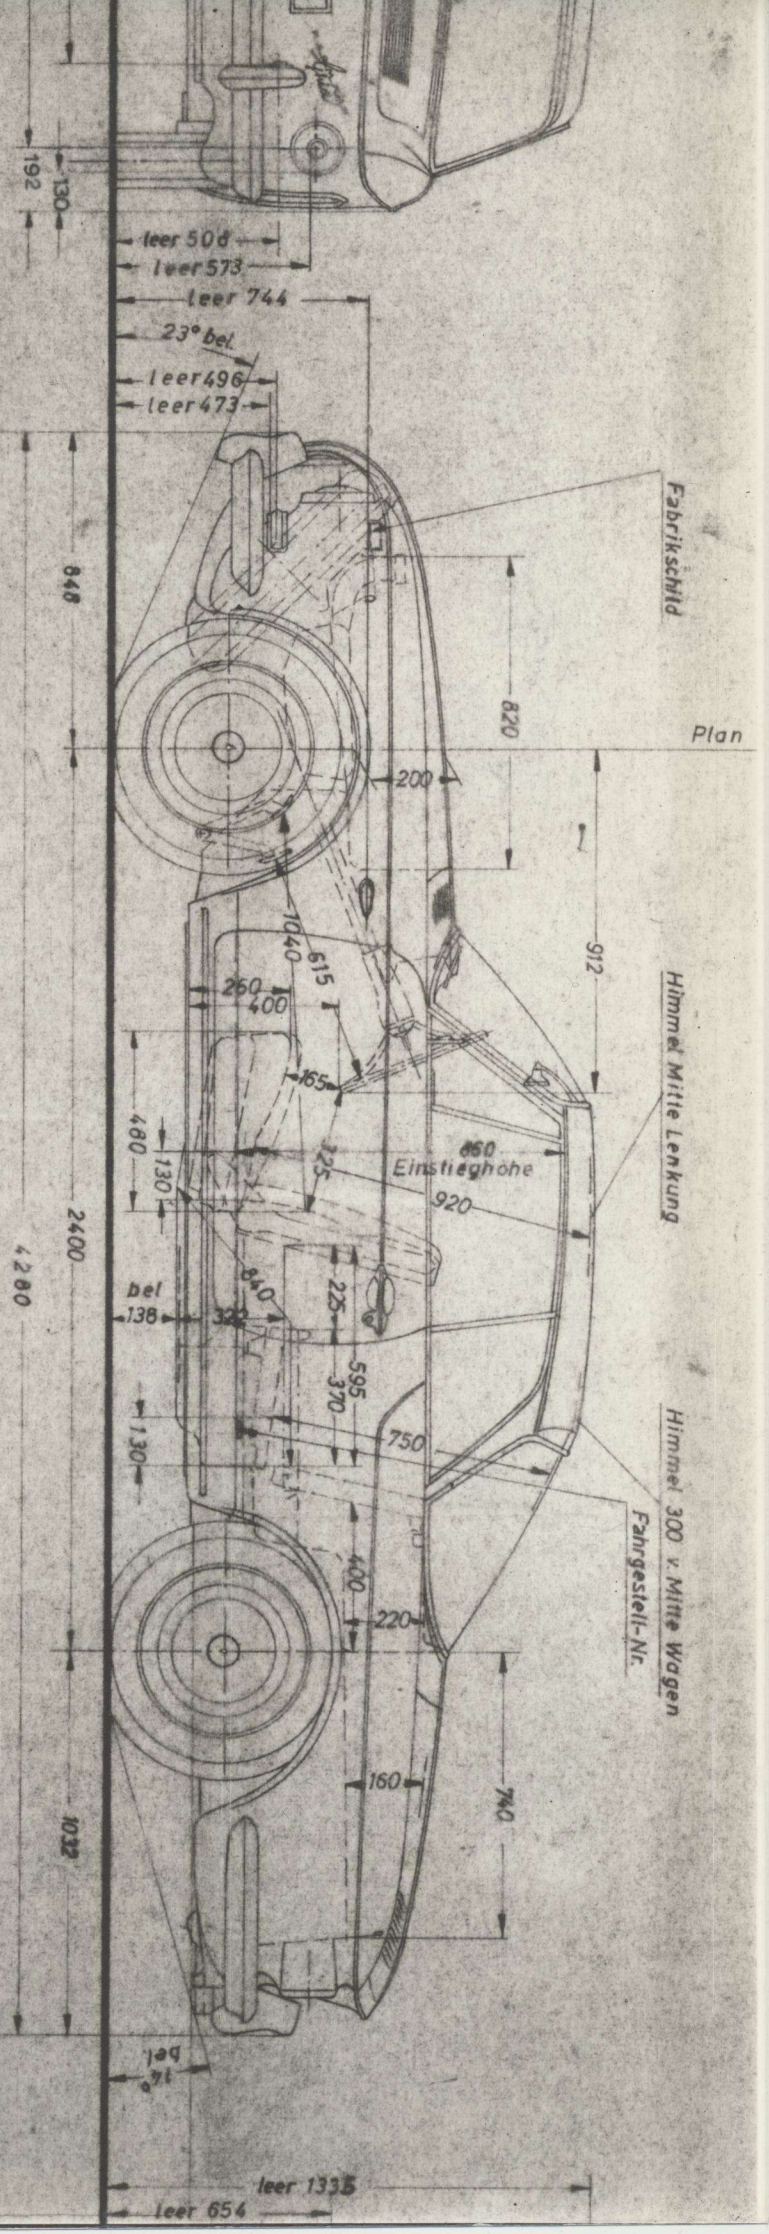 192
130
leer 506
leer 573
leer 744
23° bel.
leer 496
leer 473
Fabrikschild
848
820
Plan
200
912
1040
615
260
400
Himmel Mitte Lenkung
165
480
130
325
860
Einstieghöhe
920
2400
4280
bel
138
322
840
225
595
370
130
750
Himmel 300 v. Mitte Wagen
Fahrgestell-Nr.
400
220
160
740
1032
14°
bel.
leer 1335
leer 654